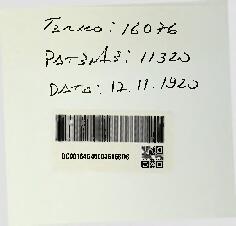 Termo: 16076
Patente: 11320
Data: 12.11.1920